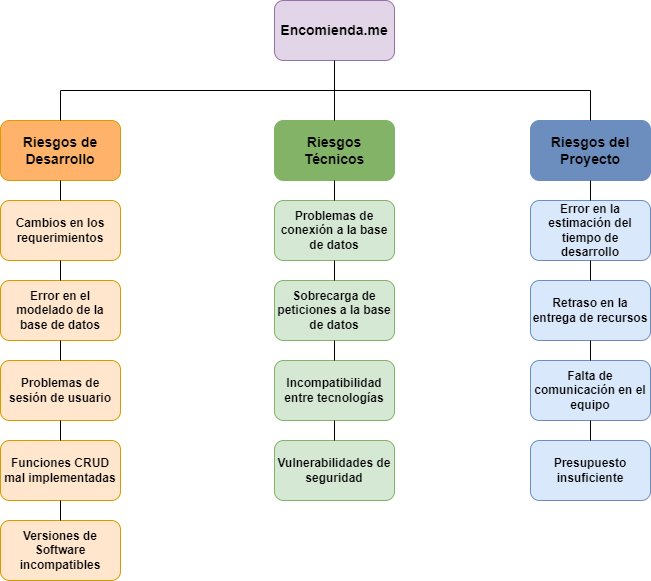 Encomienda.me
Riesgos de
Desarrollo
Riesgos
Técnicos
Riesgos del
Proyecto
Cambios en los
requerimientos
Problemas de
conexión a la base
de datos
Error en la
estimación del
tiempo de
desarrollo
Error en el
modelado de la
base de datos
Sobrecarga de
peticiones a la base
de datos
Retraso en la
entrega de recursos
Problemas de
sesión de usuario
Incompatibilidad
entre tecnologías
Falta de
comunicación en el
equipo
Funciones CRUD
mal implementadas
Vulnerabilidades de
seguridad
Presupuesto
insuficiente
Versiones de
Software
incompatibles